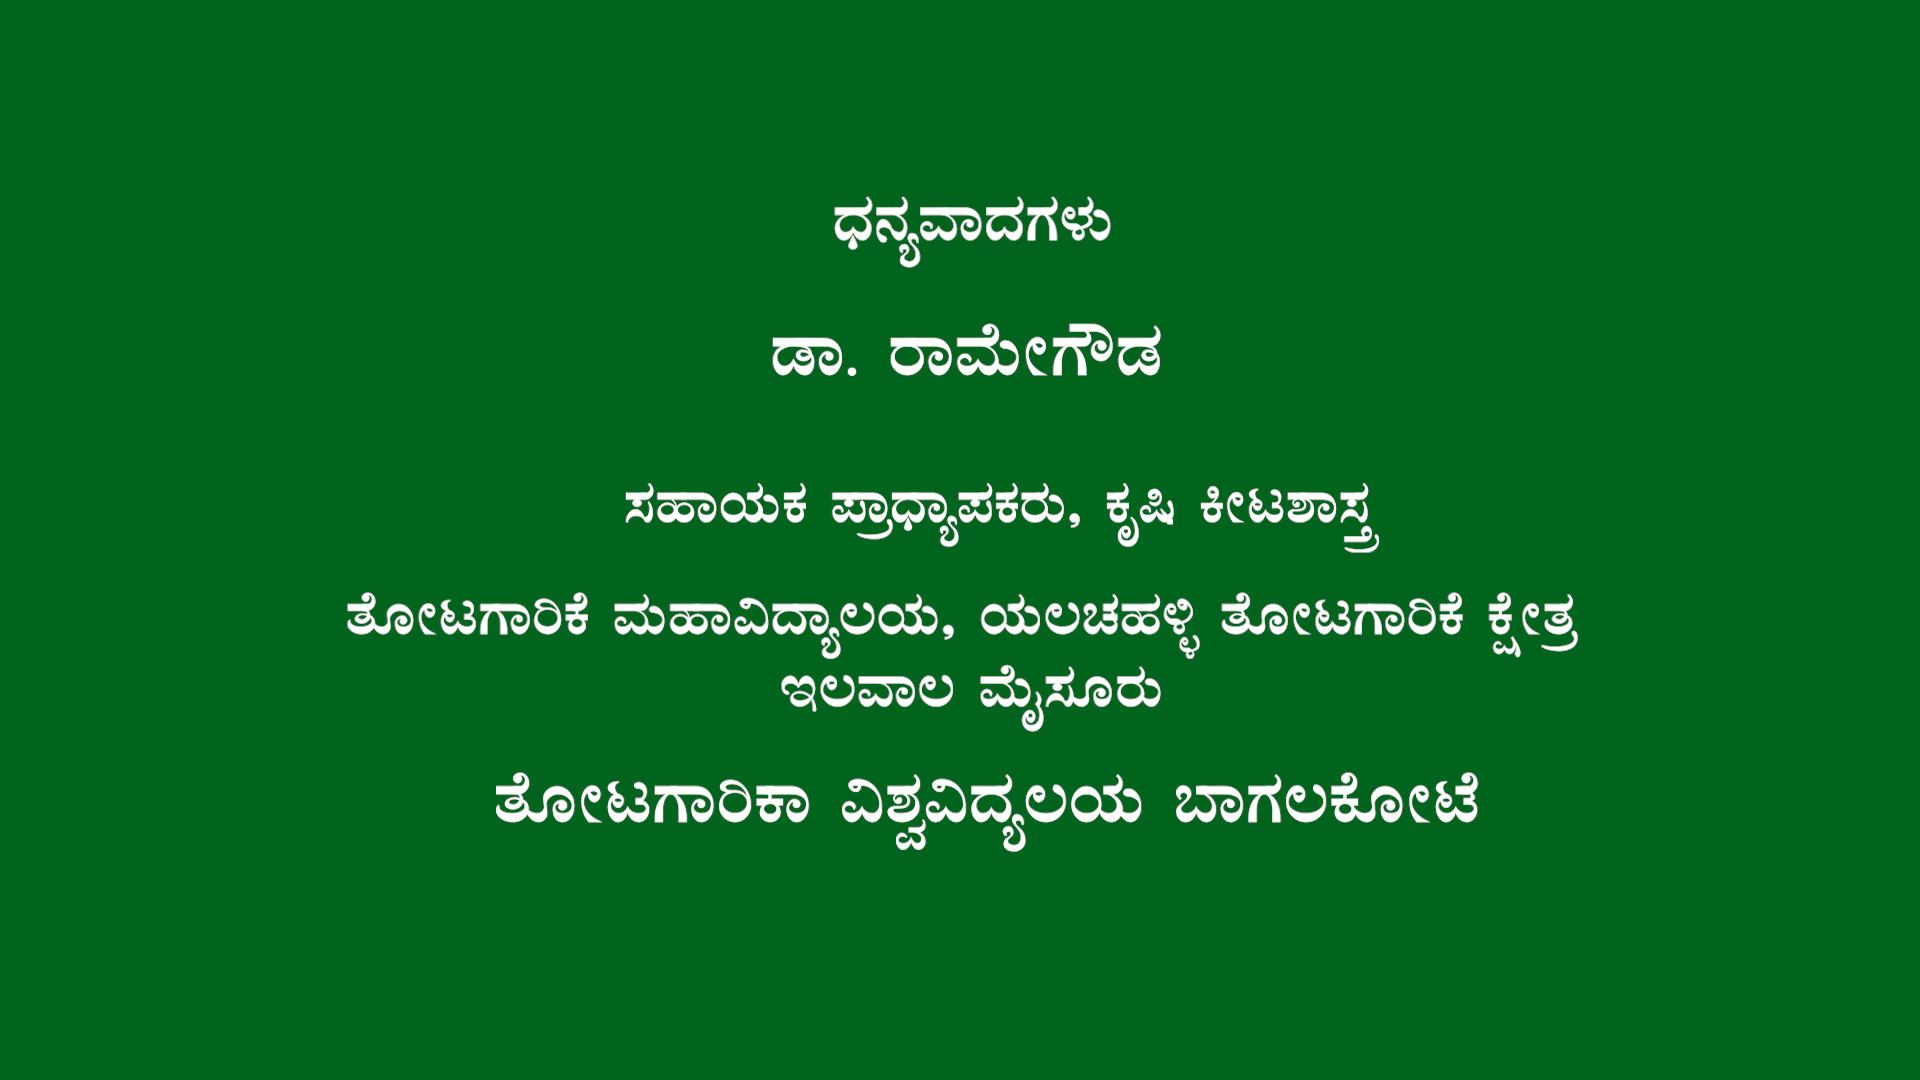 ಧನ್ಯವಾದಗಳು
ಡಾ. ರಾಮೇಗೌಡ
ಸಹಾಯಕ ಪ್ರಾಧ್ಯಾಪಕರು, ಕೃಷಿ ಕೀಟಶಾಸ್ತ್ರ
ತೋಟಗಾರಿಕೆ ಮಹಾವಿದ್ಯಾಲಯ, ಯಲಚಹಳ್ಳಿ ತೋಟಗಾರಿಕೆ ಕ್ಷೇತ್ರ
ಇಲವಾಲ ಮೈಸೂರು
ತೋಟಗಾರಿಕಾ ವಿಶ್ವವಿದ್ಯಲಯ ಬಾಗಲಕೋಟೆ